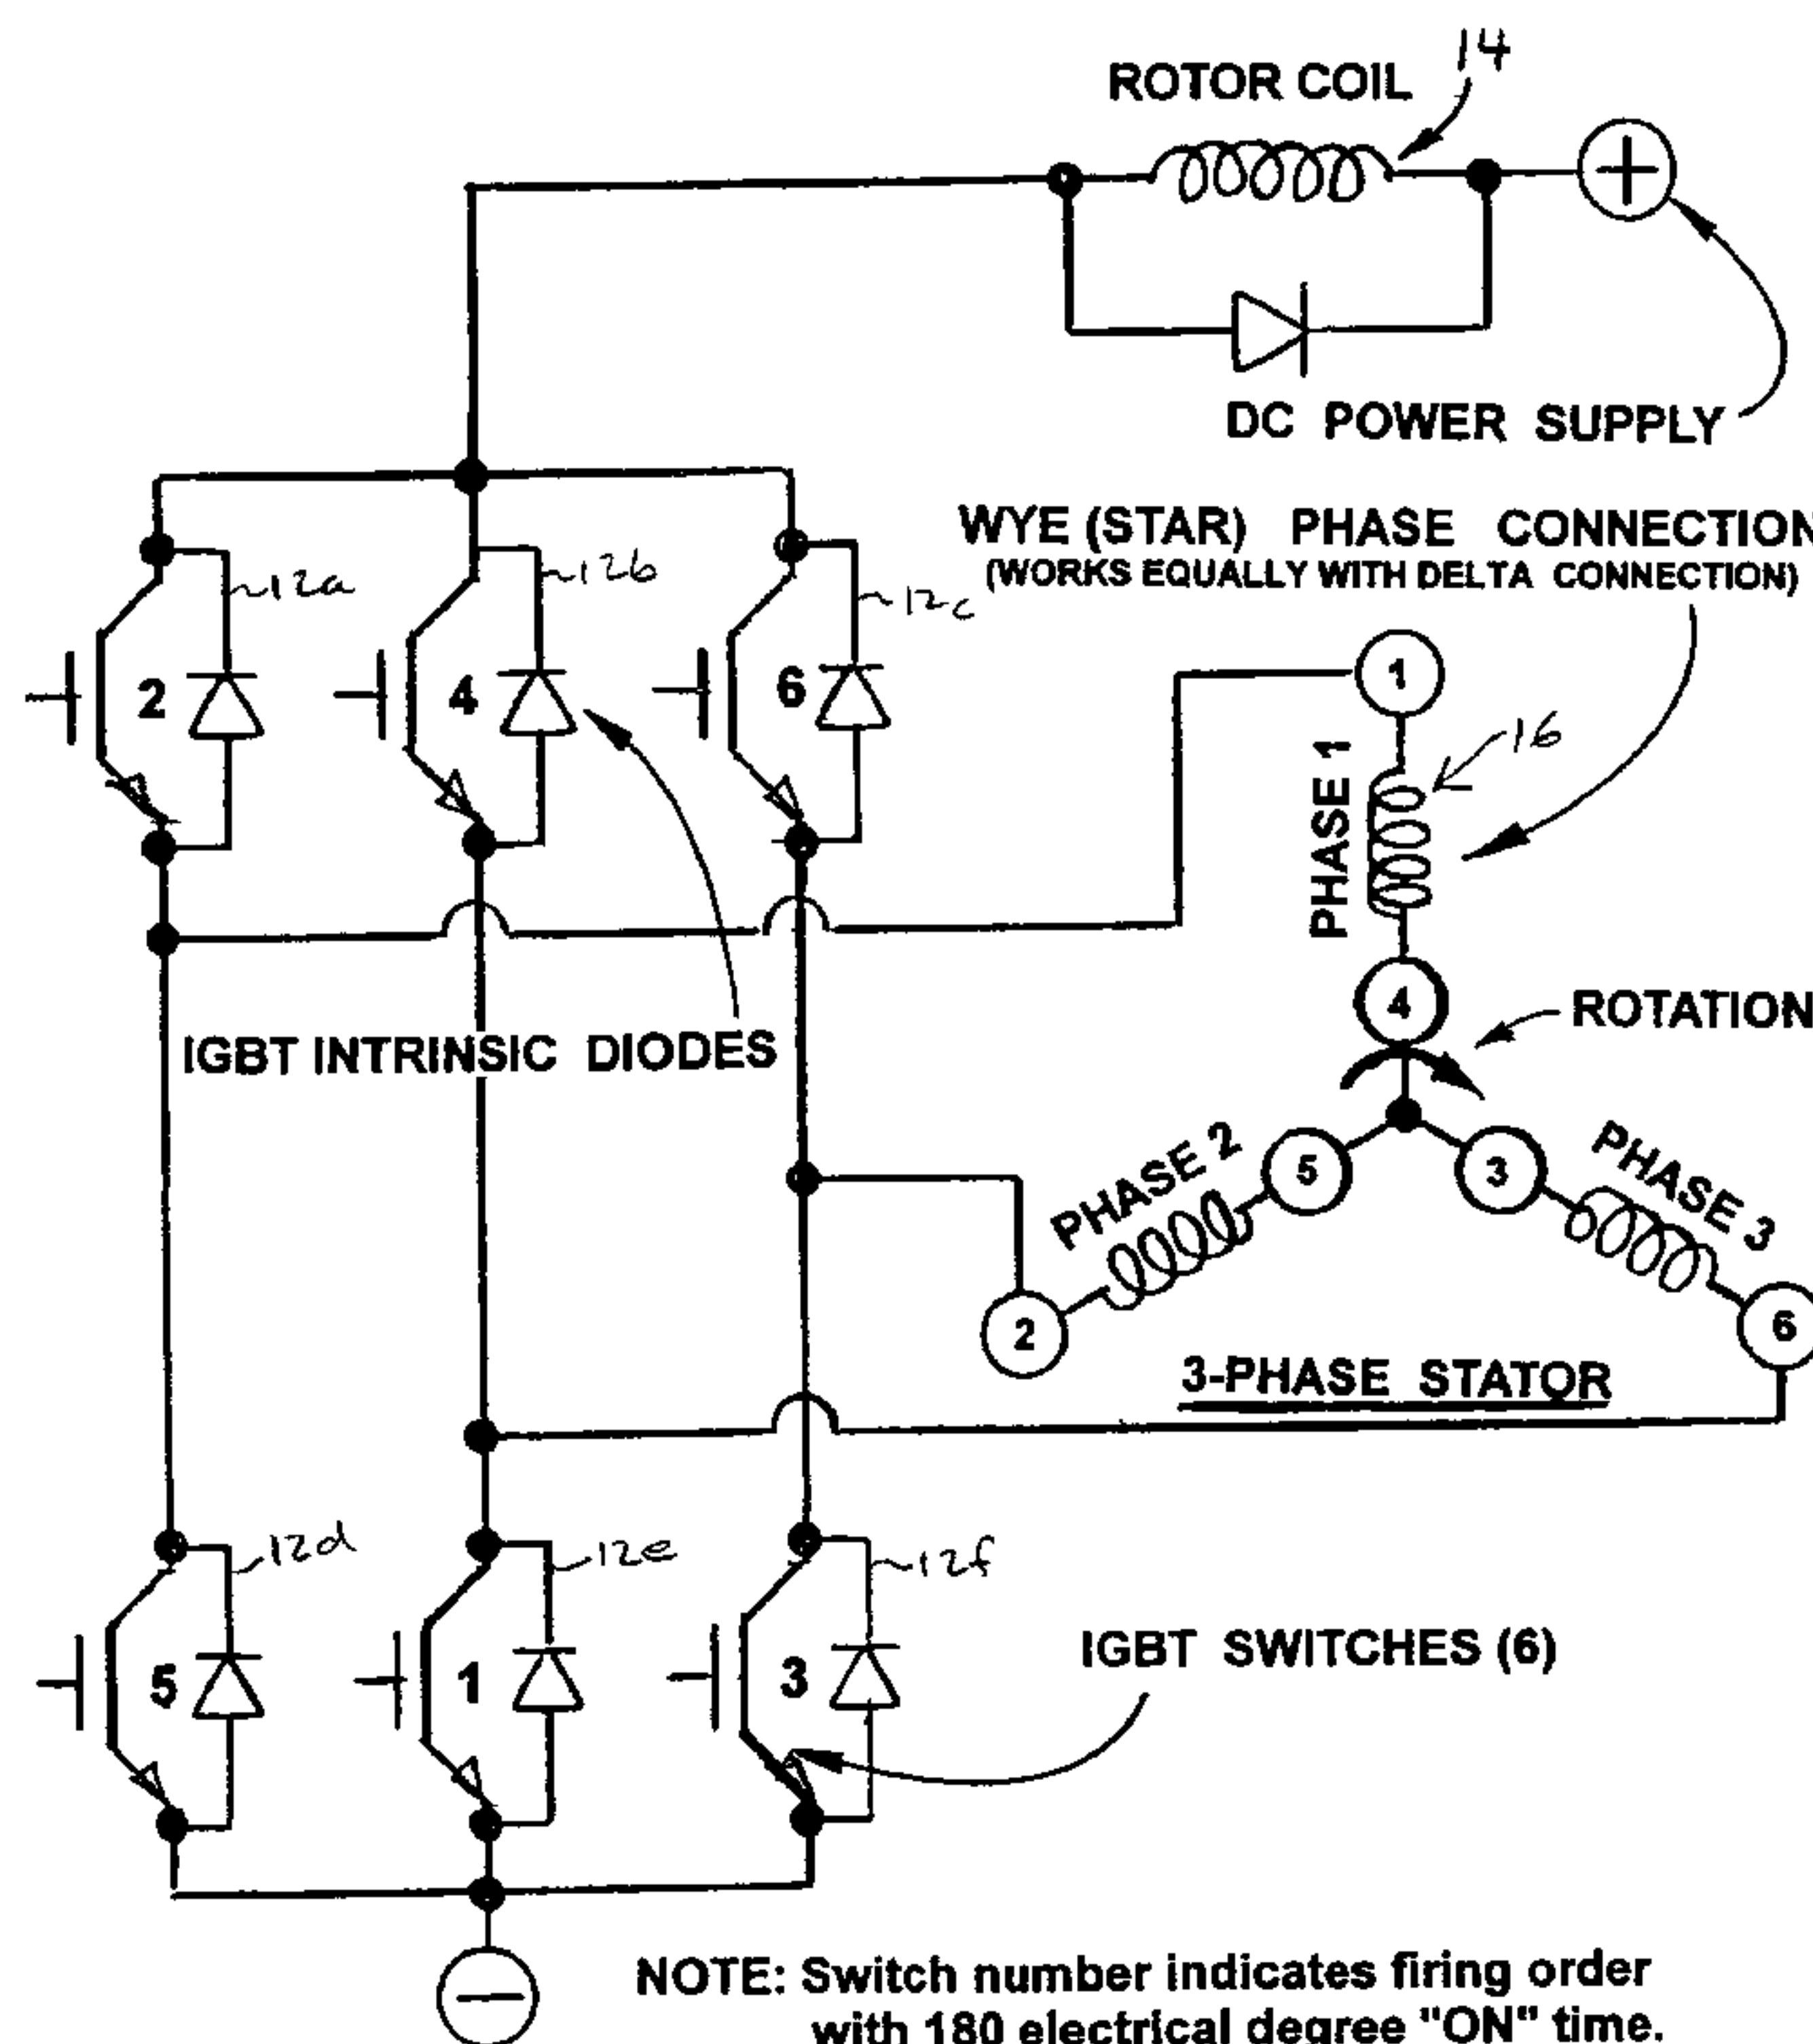 ROTOR COIL 14
+
DC POWER SUPPLY
WYE (STAR) PHASE CONNECTION
(WORKS EQUALLY WITH DELTA CONNECTION)
12a
12b
12c
2
4
6
1
PHASE 1
16
4
ROTATION
IGBT INTRINSIC DIODES
PHASE 2
5
3
PHASE 3
2
6
3-PHASE STATOR
12d
12e
12f
5
1
3
IGBT SWITCHES (6)
−
NOTE: Switch number indicates firing order
with 180 electrical degree "ON" time.